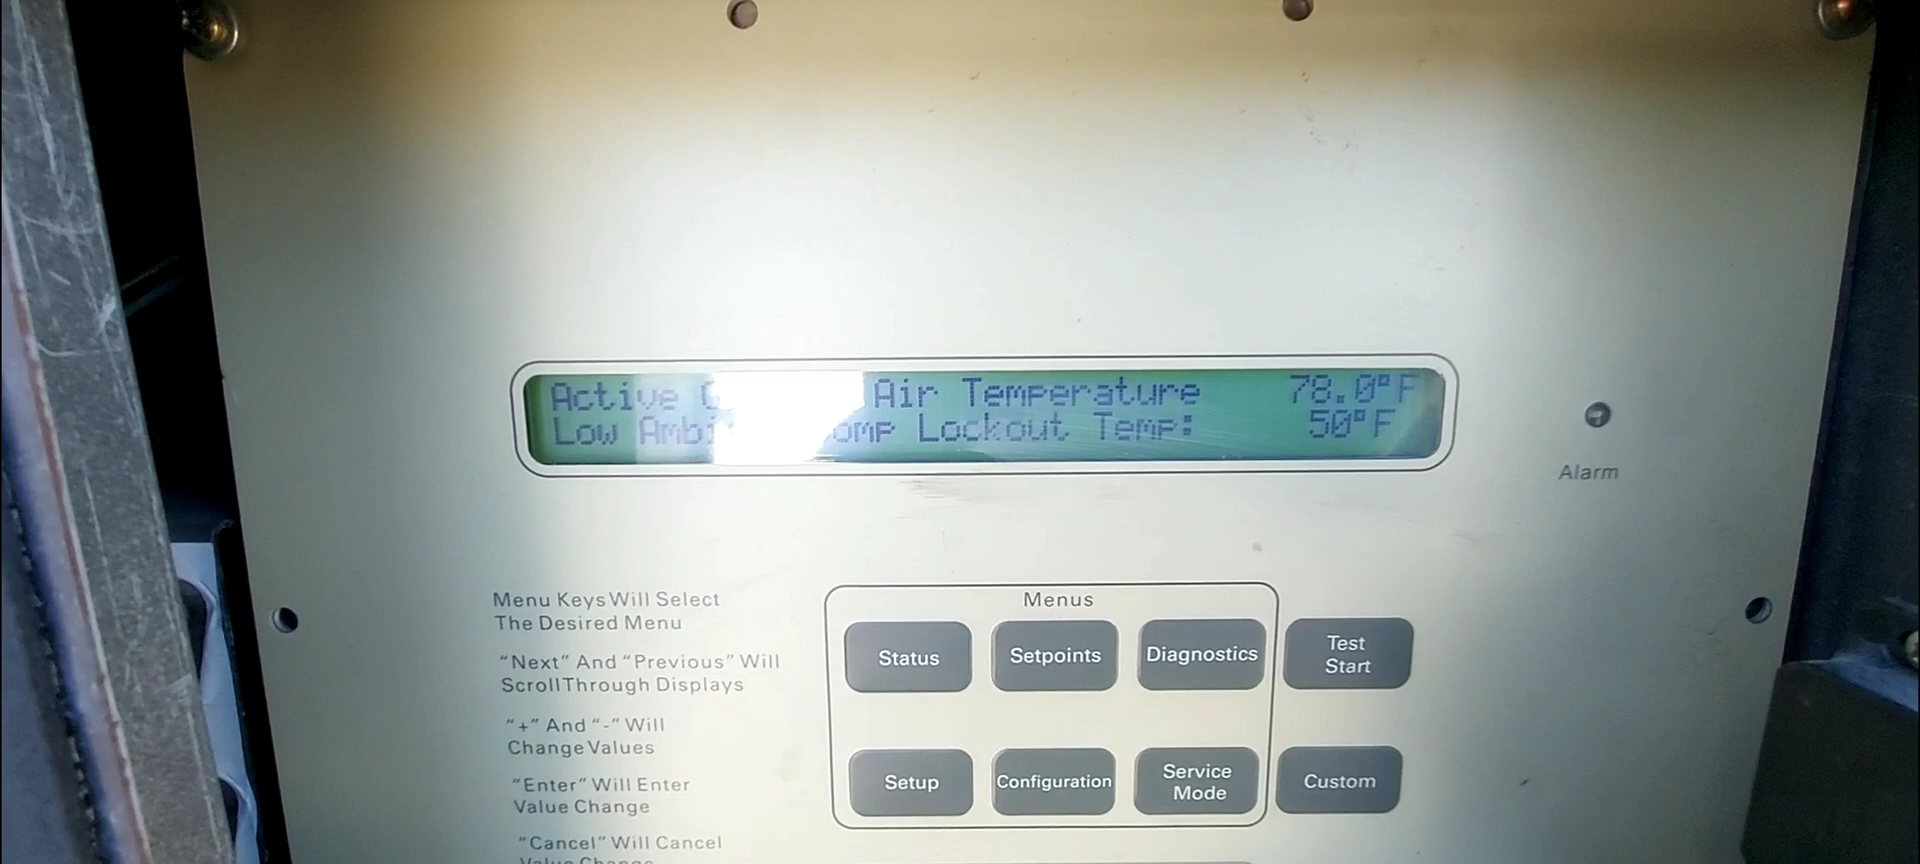 Active Air Temperature 78.0°F
Low Lockout Temp: 50°F
Alarm
Menu Keys Will Select
The Desired Menu
"Next" And "Previous" Will
Scroll Through Displays
"+" And "-" Will
Change Values
"Enter" Will Enter
Value Change
"Cancel" Will Cancel
Value Change
Menus
Status
Setpoints
Diagnostics
Test
Start
Setup
Configuration
Service
Mode
Custom